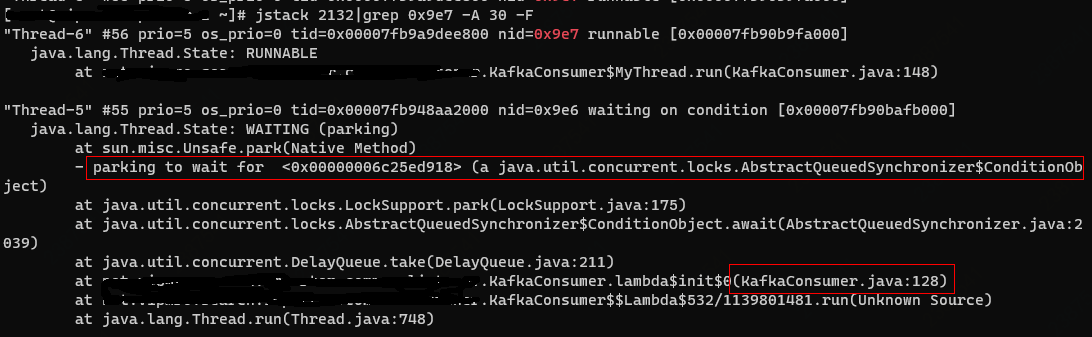 ~]# jstack 2132|grep 0x9e7 -A 30 -F
"Thread-6" #56 prio=5 os_prio=0 tid=0x00007fb9a9dee800 nid=0x9e7 runnable [0x00007fb90b9fa000]
java.lang.Thread.State: RUNNABLE
at .KafkaConsumer$MyThread.run(KafkaConsumer.java:148)
"Thread-5" #55 prio=5 os_prio=0 tid=0x00007fb948aa2000 nid=0x9e6 waiting on condition [0x00007fb90bafb000]
java.lang.Thread.State: WAITING (parking)
at sun.misc.Unsafe.park(Native Method)
- parking to wait for <0x00000006c25ed918> (a java.util.concurrent.locks.AbstractQueuedSynchronizer$ConditionOb
ject)
at java.util.concurrent.locks.LockSupport.park(LockSupport.java:175)
at java.util.concurrent.locks.AbstractQueuedSynchronizer$ConditionObject.await(AbstractQueuedSynchronizer.java:2
039)
at java.util.concurrent.DelayQueue.take(DelayQueue.java:211)
at .KafkaConsumer.lambda$init$0(KafkaConsumer.java:128)
at .KafkaConsumer$$Lambda$532/1139801481.run(Unknown Source)
at java.lang.Thread.run(Thread.java:748)